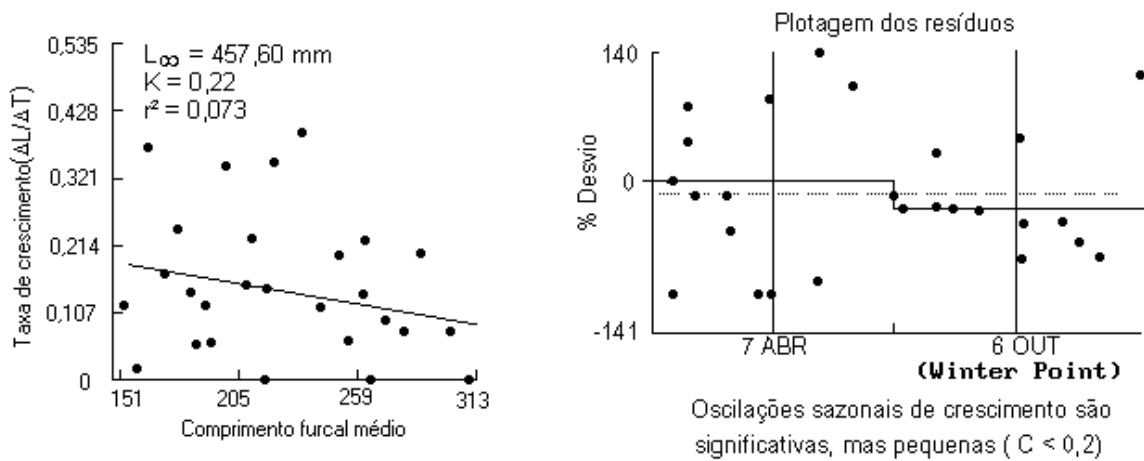 0,535
0,428
0,321
0,214
0,107
0
Taxa de crescimento(ΔL/ΔT)
L∞ = 457,60 mm
K = 0,22
r² = 0,073
151
205
259
313
Comprimento furcal médio
Plotagem dos resíduos
140
0
-141
% Desvio
7 ABR
6 OUT
(Winter Point)
Oscilações sazonais de crescimento são
significativas, mas pequenas ( C < 0,2)